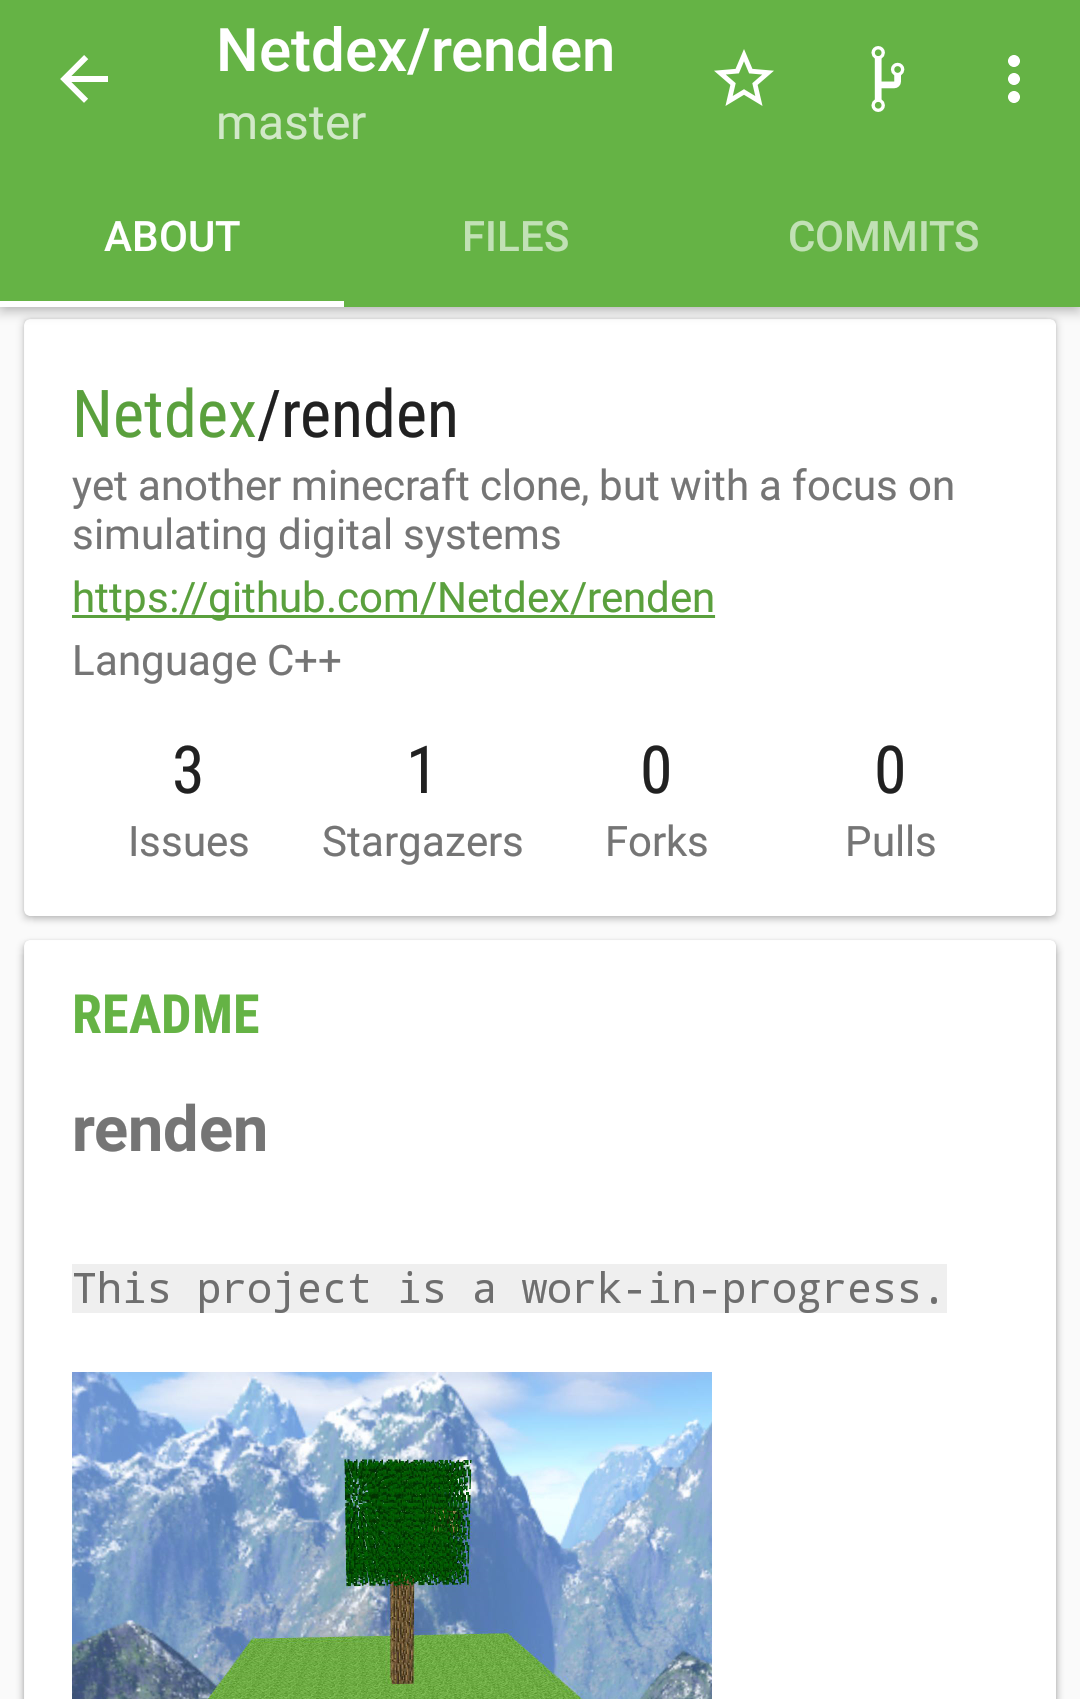 Netdex/renden
master
ABOUT FILES COMMITS
Netdex/renden
yet another minecraft clone, but with a focus on
simulating digital systems
https://github.com/Netdex/renden
Language C++
3 1 0 0
Issues Stargazers Forks Pulls
README
renden
This project is a work-in-progress.